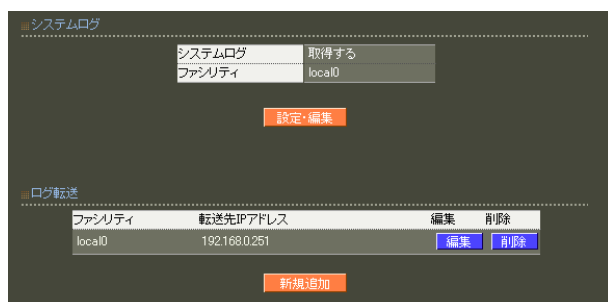 システムログ
システムログ 取得する
ファシリティ local0
設定・編集
ログ転送
ファシリティ 転送先IPアドレス 編集 削除
local0 192.168.0.251 編集 削除
新規追加